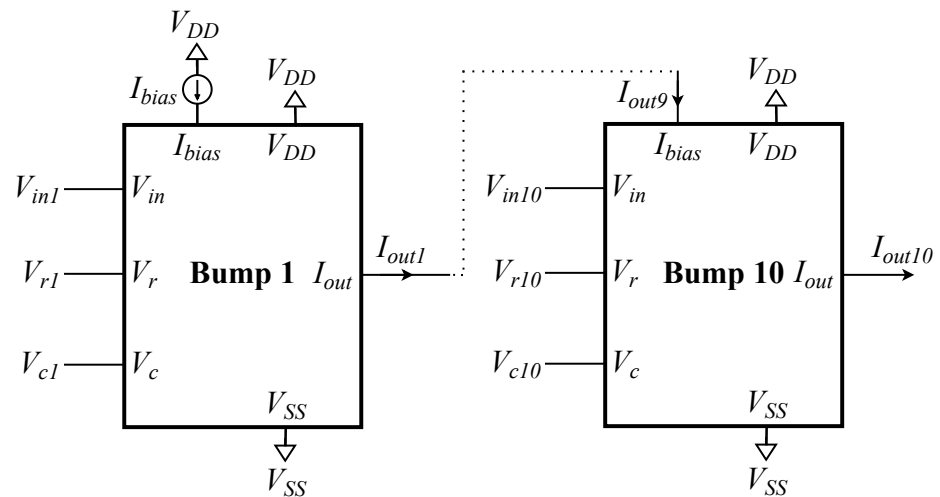 V_DD
V_DD
I_bias
I_bias
V_DD
V_in1
V_in
V_r1
V_r
Bump 1
I_out
I_out1
V_c1
V_c
V_SS
V_SS
I_out9
V_DD
I_bias
V_DD
V_in10
V_in
V_r10
V_r
Bump 10
I_out
I_out10
V_c10
V_c
V_SS
V_SS